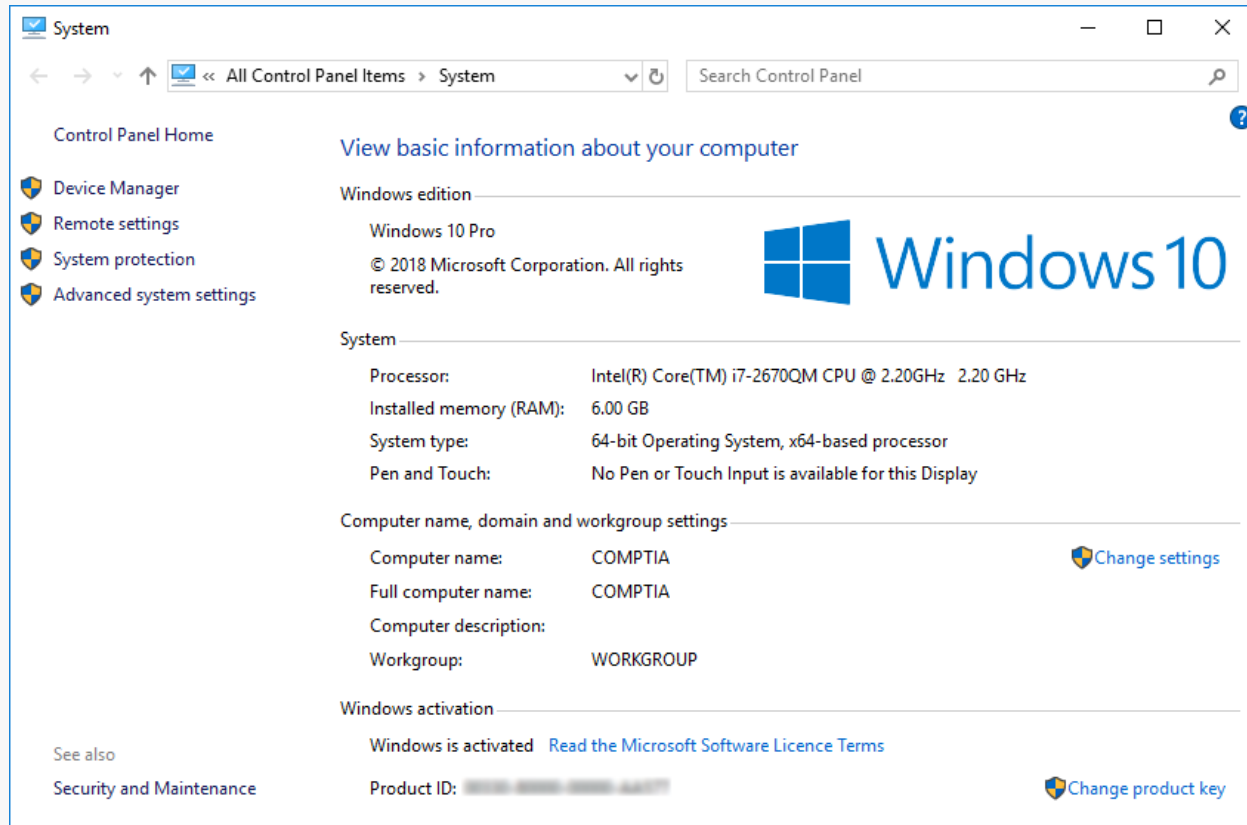 System
« All Control Panel Items › System
Search Control Panel
?
Control Panel Home
Device Manager
Remote settings
System protection
Advanced system settings
See also
Security and Maintenance
View basic information about your computer
Windows edition
Windows 10 Pro
© 2018 Microsoft Corporation. All rights
reserved.
Windows 10
System
Processor: Intel(R) Core(TM) i7-2670QM CPU @ 2.20GHz 2.20 GHz
Installed memory (RAM): 6.00 GB
System type: 64-bit Operating System, x64-based processor
Pen and Touch: No Pen or Touch Input is available for this Display
Computer name, domain and workgroup settings
Computer name: COMPTIA Change settings
Full computer name: COMPTIA
Computer description:
Workgroup: WORKGROUP
Windows activation
Windows is activated Read the Microsoft Software Licence Terms
Product ID: Change product key